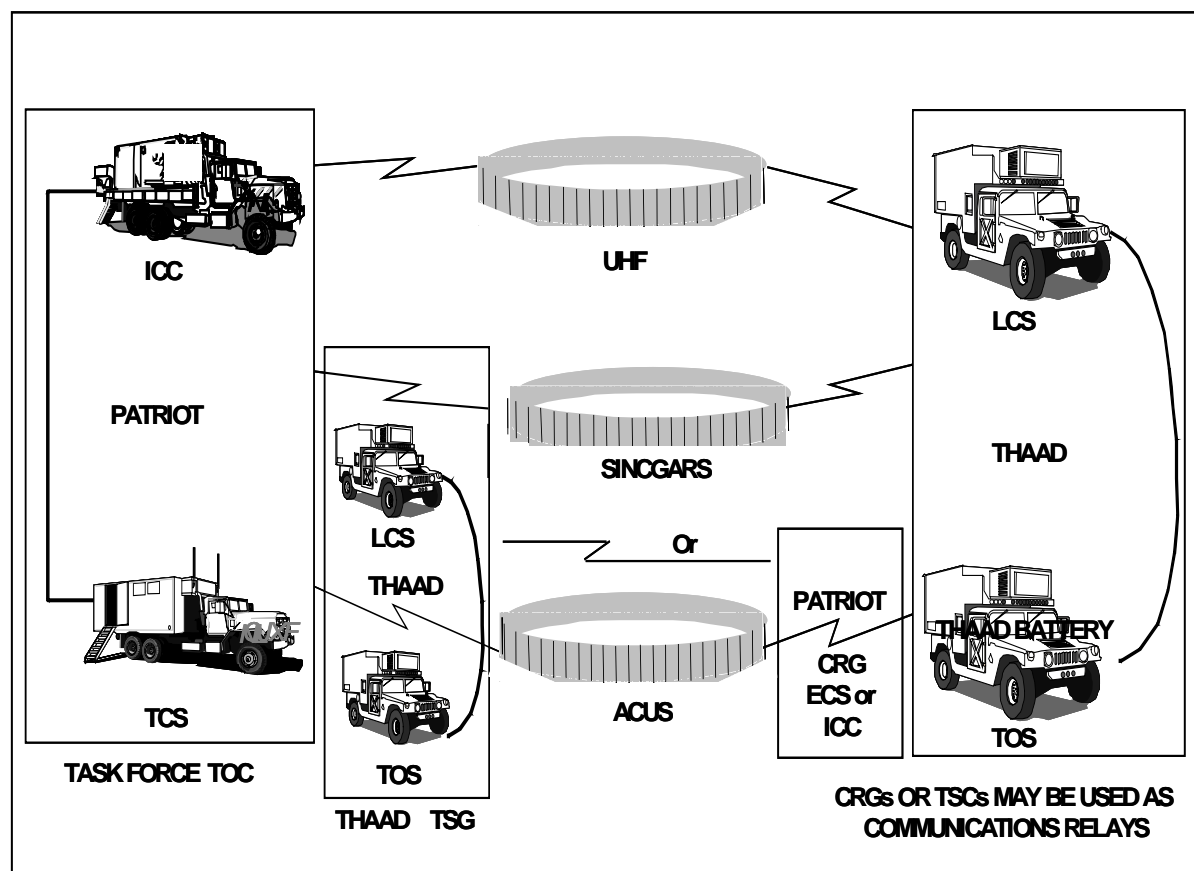 ICC
PATRIOT
TCS
TASK FORCE TOC
LCS
THAAD
TOS
THAAD TSG
UHF
SINCGARS
Or
ACUS
PATRIOT
CRG
ECS or
ICC
LCS
THAAD
THAAD BATTERY
TOS
CRGs OR TSCs MAY BE USED AS
COMMUNICATIONS RELAYS